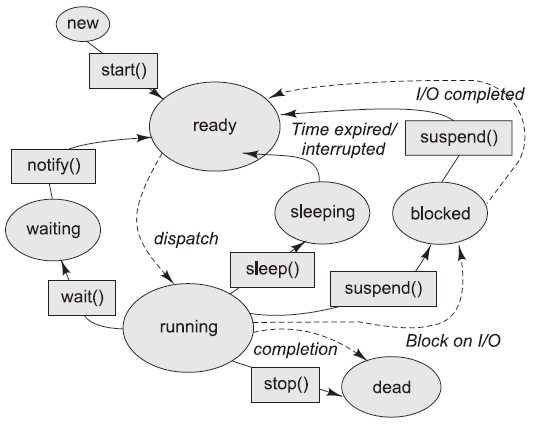 new
start()
I/O completed
ready
Time expired/
interrupted
suspend()
notify()
sleeping
blocked
waiting
dispatch
sleep()
wait()
suspend()
running
completion
Block on I/O
stop()
dead